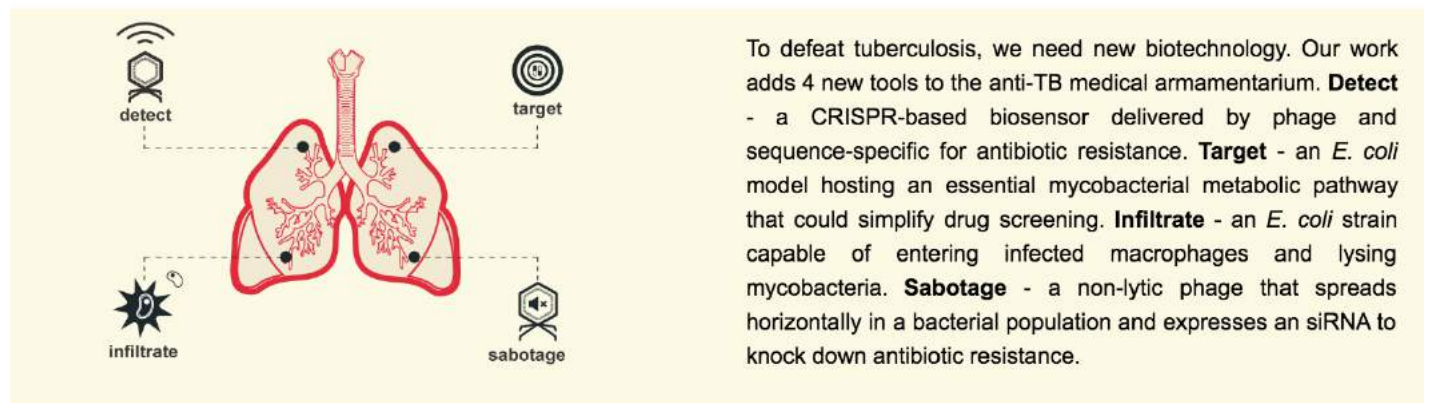 detect
target
infiltrate
sabotage
To defeat tuberculosis, we need new biotechnology. Our work
adds 4 new tools to the anti-TB medical armamentarium. Detect
- a CRISPR-based biosensor delivered by phage and
sequence-specific for antibiotic resistance. Target - an E. coli
model hosting an essential mycobacterial metabolic pathway
that could simplify drug screening. Infiltrate - an E. coli strain
capable of entering infected macrophages and lysing
mycobacteria. Sabotage - a non-lytic phage that spreads
horizontally in a bacterial population and expresses an siRNA to
knock down antibiotic resistance.